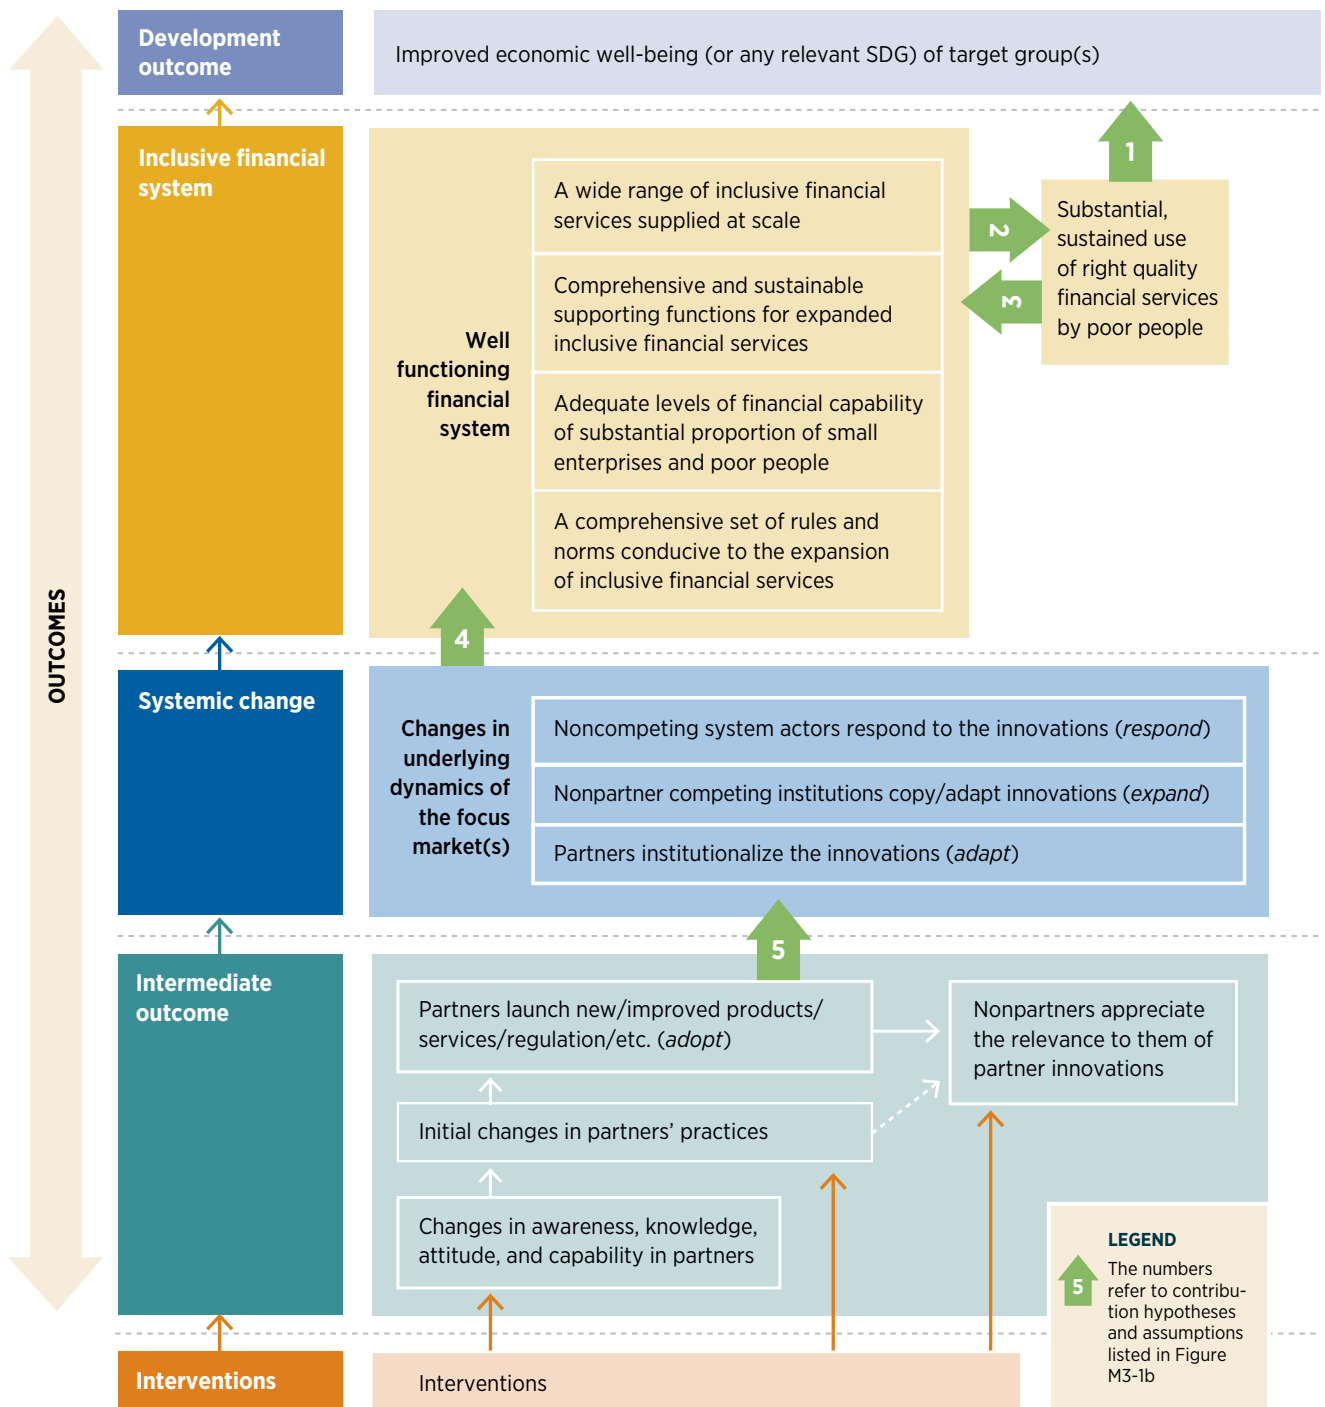 OUTCOMES
Development
outcome
Improved economic well-being (or any relevant SDG) of target group(s)
1
Inclusive financial
system
Well
functioning
financial
system
A wide range of inclusive financial
services supplied at scale
Comprehensive and sustainable
supporting functions for expanded
inclusive financial services
Adequate levels of financial capability
of substantial proportion of small
enterprises and poor people
A comprehensive set of rules and
norms conducive to the expansion
of inclusive financial services
2
3
Substantial,
sustained use
of right quality
financial services
by poor people
4
Systemic change
Changes in
underlying
dynamics of
the focus
market(s)
Noncompeting system actors respond to the innovations (respond)
Nonpartner competing institutions copy/adapt innovations (expand)
Partners institutionalize the innovations (adapt)
5
Intermediate
outcome
Partners launch new/improved products/
services/regulation/etc. (adopt)
Nonpartners appreciate
the relevance to them of
partner innovations
Initial changes in partners’ practices
Changes in awareness, knowledge,
attitude, and capability in partners
LEGEND
5
The numbers
refer to contribu-
tion hypotheses
and assumptions
listed in Figure
M3-1b
Interventions
Interventions